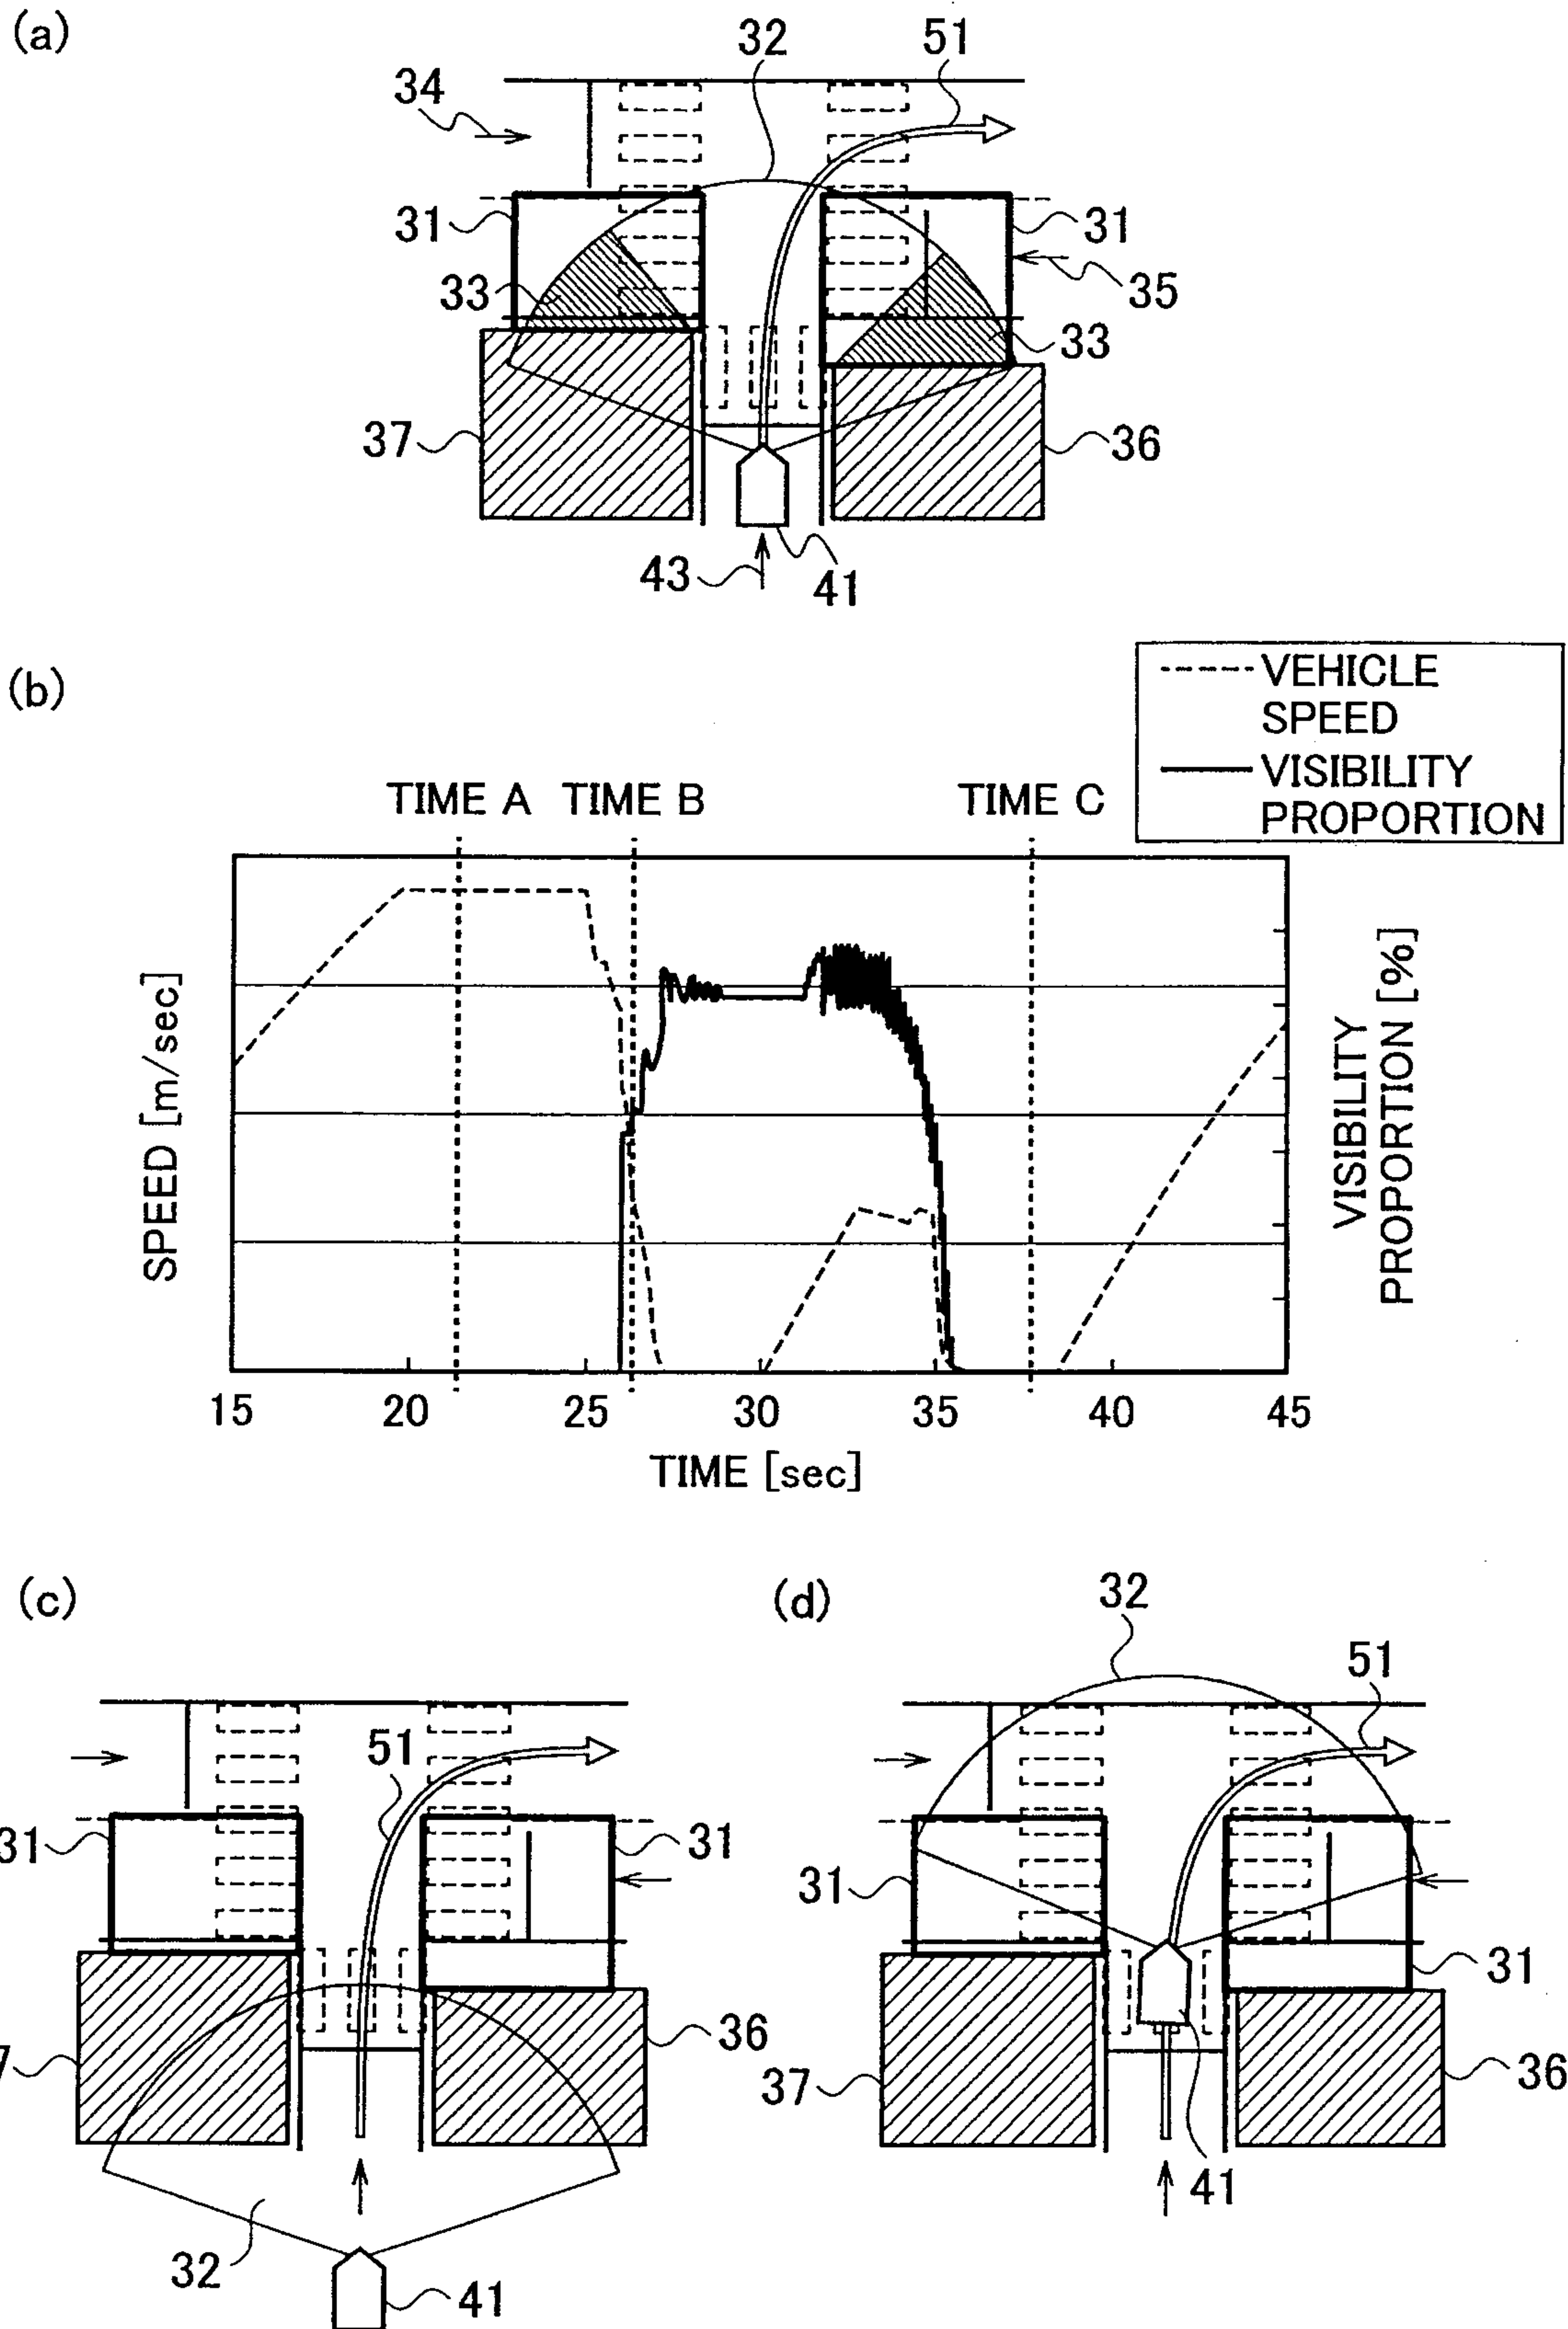 (a)
32
51
34
31
31
33
35
33
37
36
43
41
(b)
VEHICLE
SPEED
VISIBILITY
PROPORTION
TIME A TIME B TIME C
SPEED [m/sec]
VISIBILITY
PROPORTION [%]
15 20 25 30 35 40 45
TIME [sec]
(c)
51
31
31
36
7
32
41
(d)
32
51
31
31
37
36
41